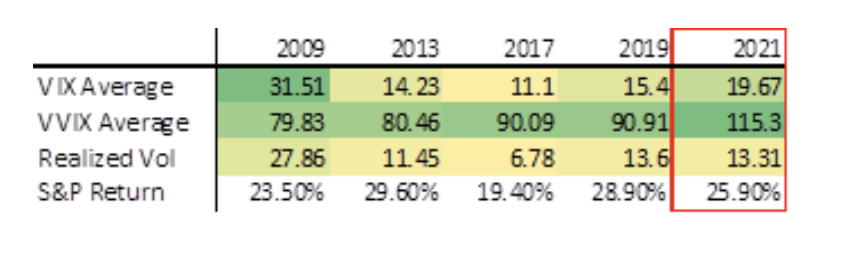 2009 2013 2017 2019 2021
VIX Average 31.51 14.23 11.1 15.4 19.67
VVIX Average 79.83 80.46 90.09 90.91 115.3
Realized Vol 27.86 11.45 6.78 13.6 13.31
S&P Return 23.50% 29.60% 19.40% 28.90% 25.90%